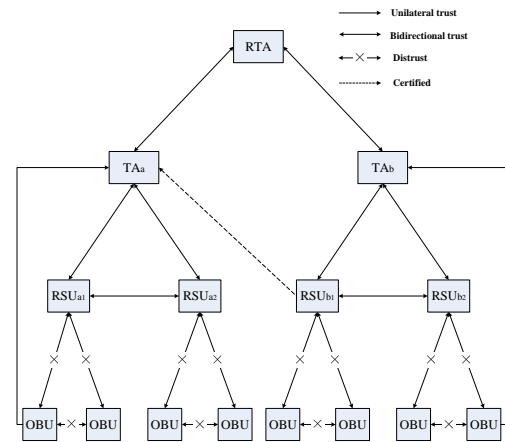 Unilateral trust
RTA
Bidirectional trust
Distrust
Certified
TAa
TAb
RSUa1
RSUa2
RSUb1
RSUb2
OBU
OBU
OBU
OBU
OBU
OBU
OBU
OBU